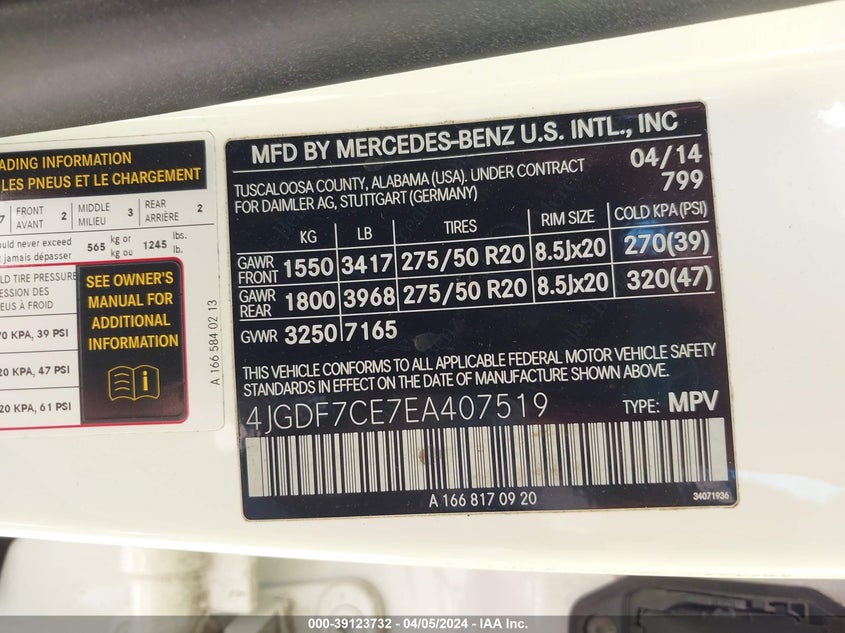 ADING INFORMATION
LES PNEUS ET LE CHARGEMENT
7 FRONT AVANT 2 MIDDLE MILIEU 3 REAR ARRIÈRE 2
ould never exceed 565 kg or 1245 lbs.
t jamais dépasser kg ou lb.
LD TIRE PRESSURE
ESSION DES
EUS À FROID
70 KPA, 39 PSI
20 KPA, 47 PSI
20 KPA, 61 PSI
SEE OWNER'S
MANUAL FOR
ADDITIONAL
INFORMATION
A 166 584 02 13
MFD BY MERCEDES-BENZ U.S. INTL., INC
TUSCALOOSA COUNTY, ALABAMA (USA). UNDER CONTRACT
FOR DAIMLER AG, STUTTGART (GERMANY)
04/14
799
KG LB TIRES RIM SIZE COLD KPA(PSI)
GAWR FRONT 1550 3417 275/50 R20 8.5Jx20 270(39)
GAWR REAR 1800 3968 275/50 R20 8.5Jx20 320(47)
GVWR 3250 7165
THIS VEHICLE CONFORMS TO ALL APPLICABLE FEDERAL MOTOR VEHICLE SAFETY
STANDARDS IN EFFECT ON THE DATE OF MANUFACTURE SHOWN ABOVE.
4JGDF7CE7EA407519 TYPE: MPV
A 166 817 09 20
34071936
000-39123732 - 04/05/2024 - IAA Inc.